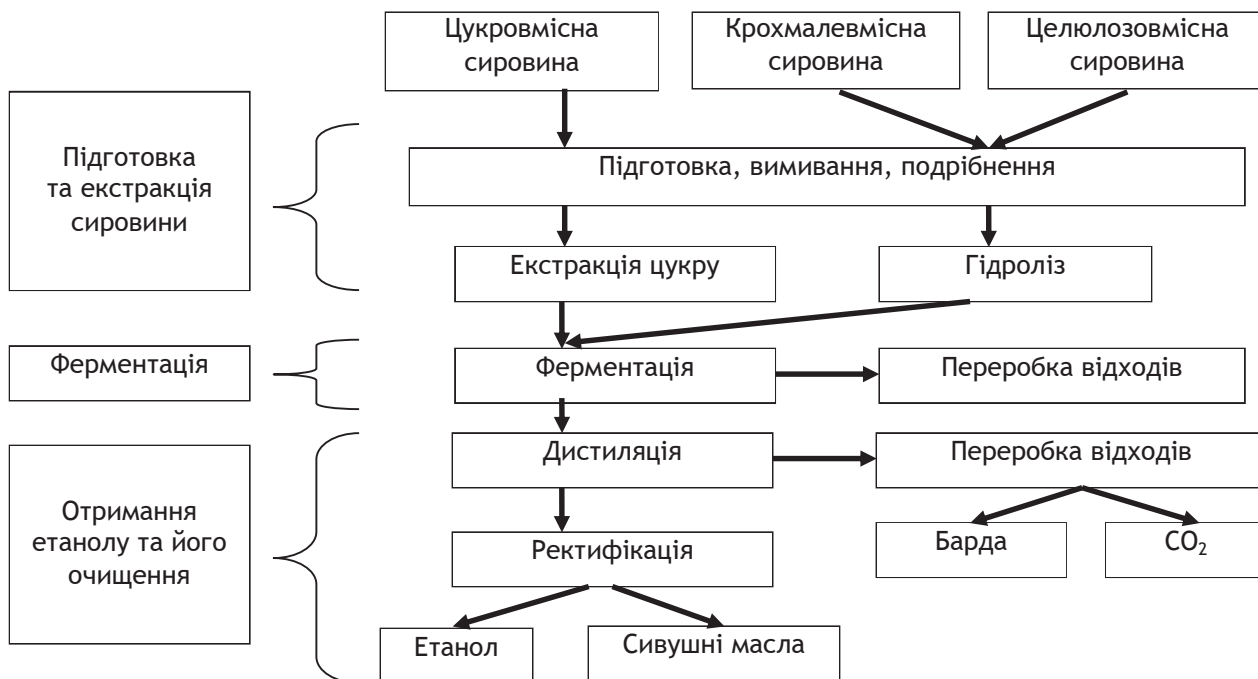 Цукровмісна
сировина
Крохмалевмісна
сировина
Целюлозовмісна
сировина
Підготовка
та екстракція
сировини
Підготовка, вимивання, подрібнення
Екстракція цукру
Гідроліз
Ферментація
Ферментація
Переробка відходів
Отримання
етанолу та його
очищення
Дистиляція
Переробка відходів
Ректифікація
Барда
CO₂
Етанол
Сивушні масла